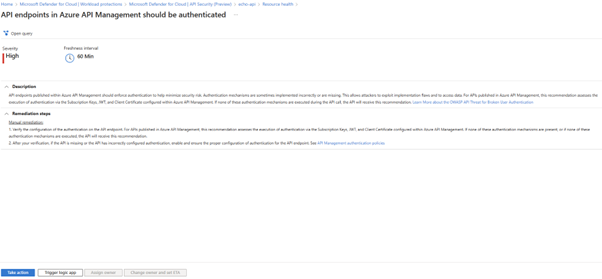 Home > Microsoft Defender for Cloud | Workload protections > Microsoft Defender for Cloud | API Security (Preview) > echo-api > Resource health >
API endpoints in Azure API Management should be authenticated ...
Open query
Severity
High
Freshness interval
60 Min
Description
API endpoints published within Azure API Management should enforce authentication to help minimize security risk. Authentication mechanisms are sometimes implemented incorrectly or are missing. This allows attackers to exploit implementation flaws and to access data. For APIs published in Azure API Management, this recommendation assesses the
execution of authentication via the Subscription Keys, JWT, and Client Certificate configured within Azure API Management. If none of these authentication mechanisms are executed during the API call, the API will receive this recommendation. Learn More about the OWASP API Threat for Broken User Authentication
Remediation steps
Manual remediation:
1. Verify the configuration of the authentication on the API endpoint. For APIs published in Azure API Management, this recommendation assesses the execution of authentication via the Subscription keys, JWT, and Client Certificate configured within Azure API Management. If none of these authentication mechanisms are present, or if none of these
authentication mechanisms are executed, the API will receive this recommendation.
2. After your verification, if the API is missing or the API has incorrectly configured authentication, enable and ensure the proper configuration of authentication for the API endpoint. See API Management authentication policies.
Take action
Trigger logic app
Assign owner
Change owner and set ETA